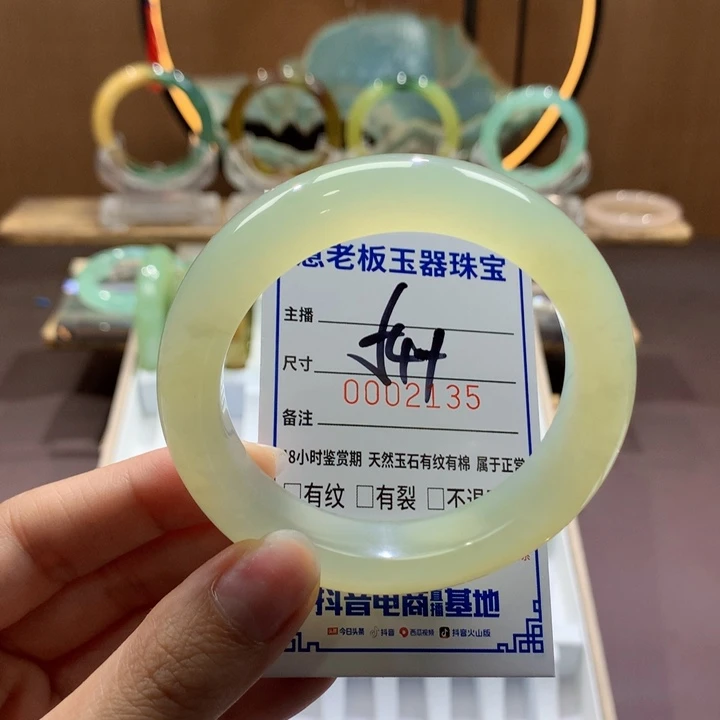 老板玉器珠宝
主播
尺寸
54
0002135
备注
8小时鉴赏期 天然玉石有纹有棉 属于正常
□有纹 □有裂 □不退
抖音电商直播基地
今日头条 抖音 西瓜视频 抖音火山版